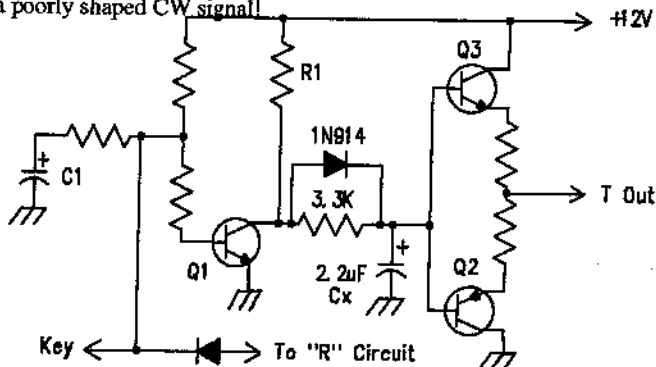 a poorly shaped CW signal!
+12V
Q3
R1
1N914
+
C1
3.3K
T Out
+
Q1
2.2uF
Cx
Q2
Key
To "R" Circuit